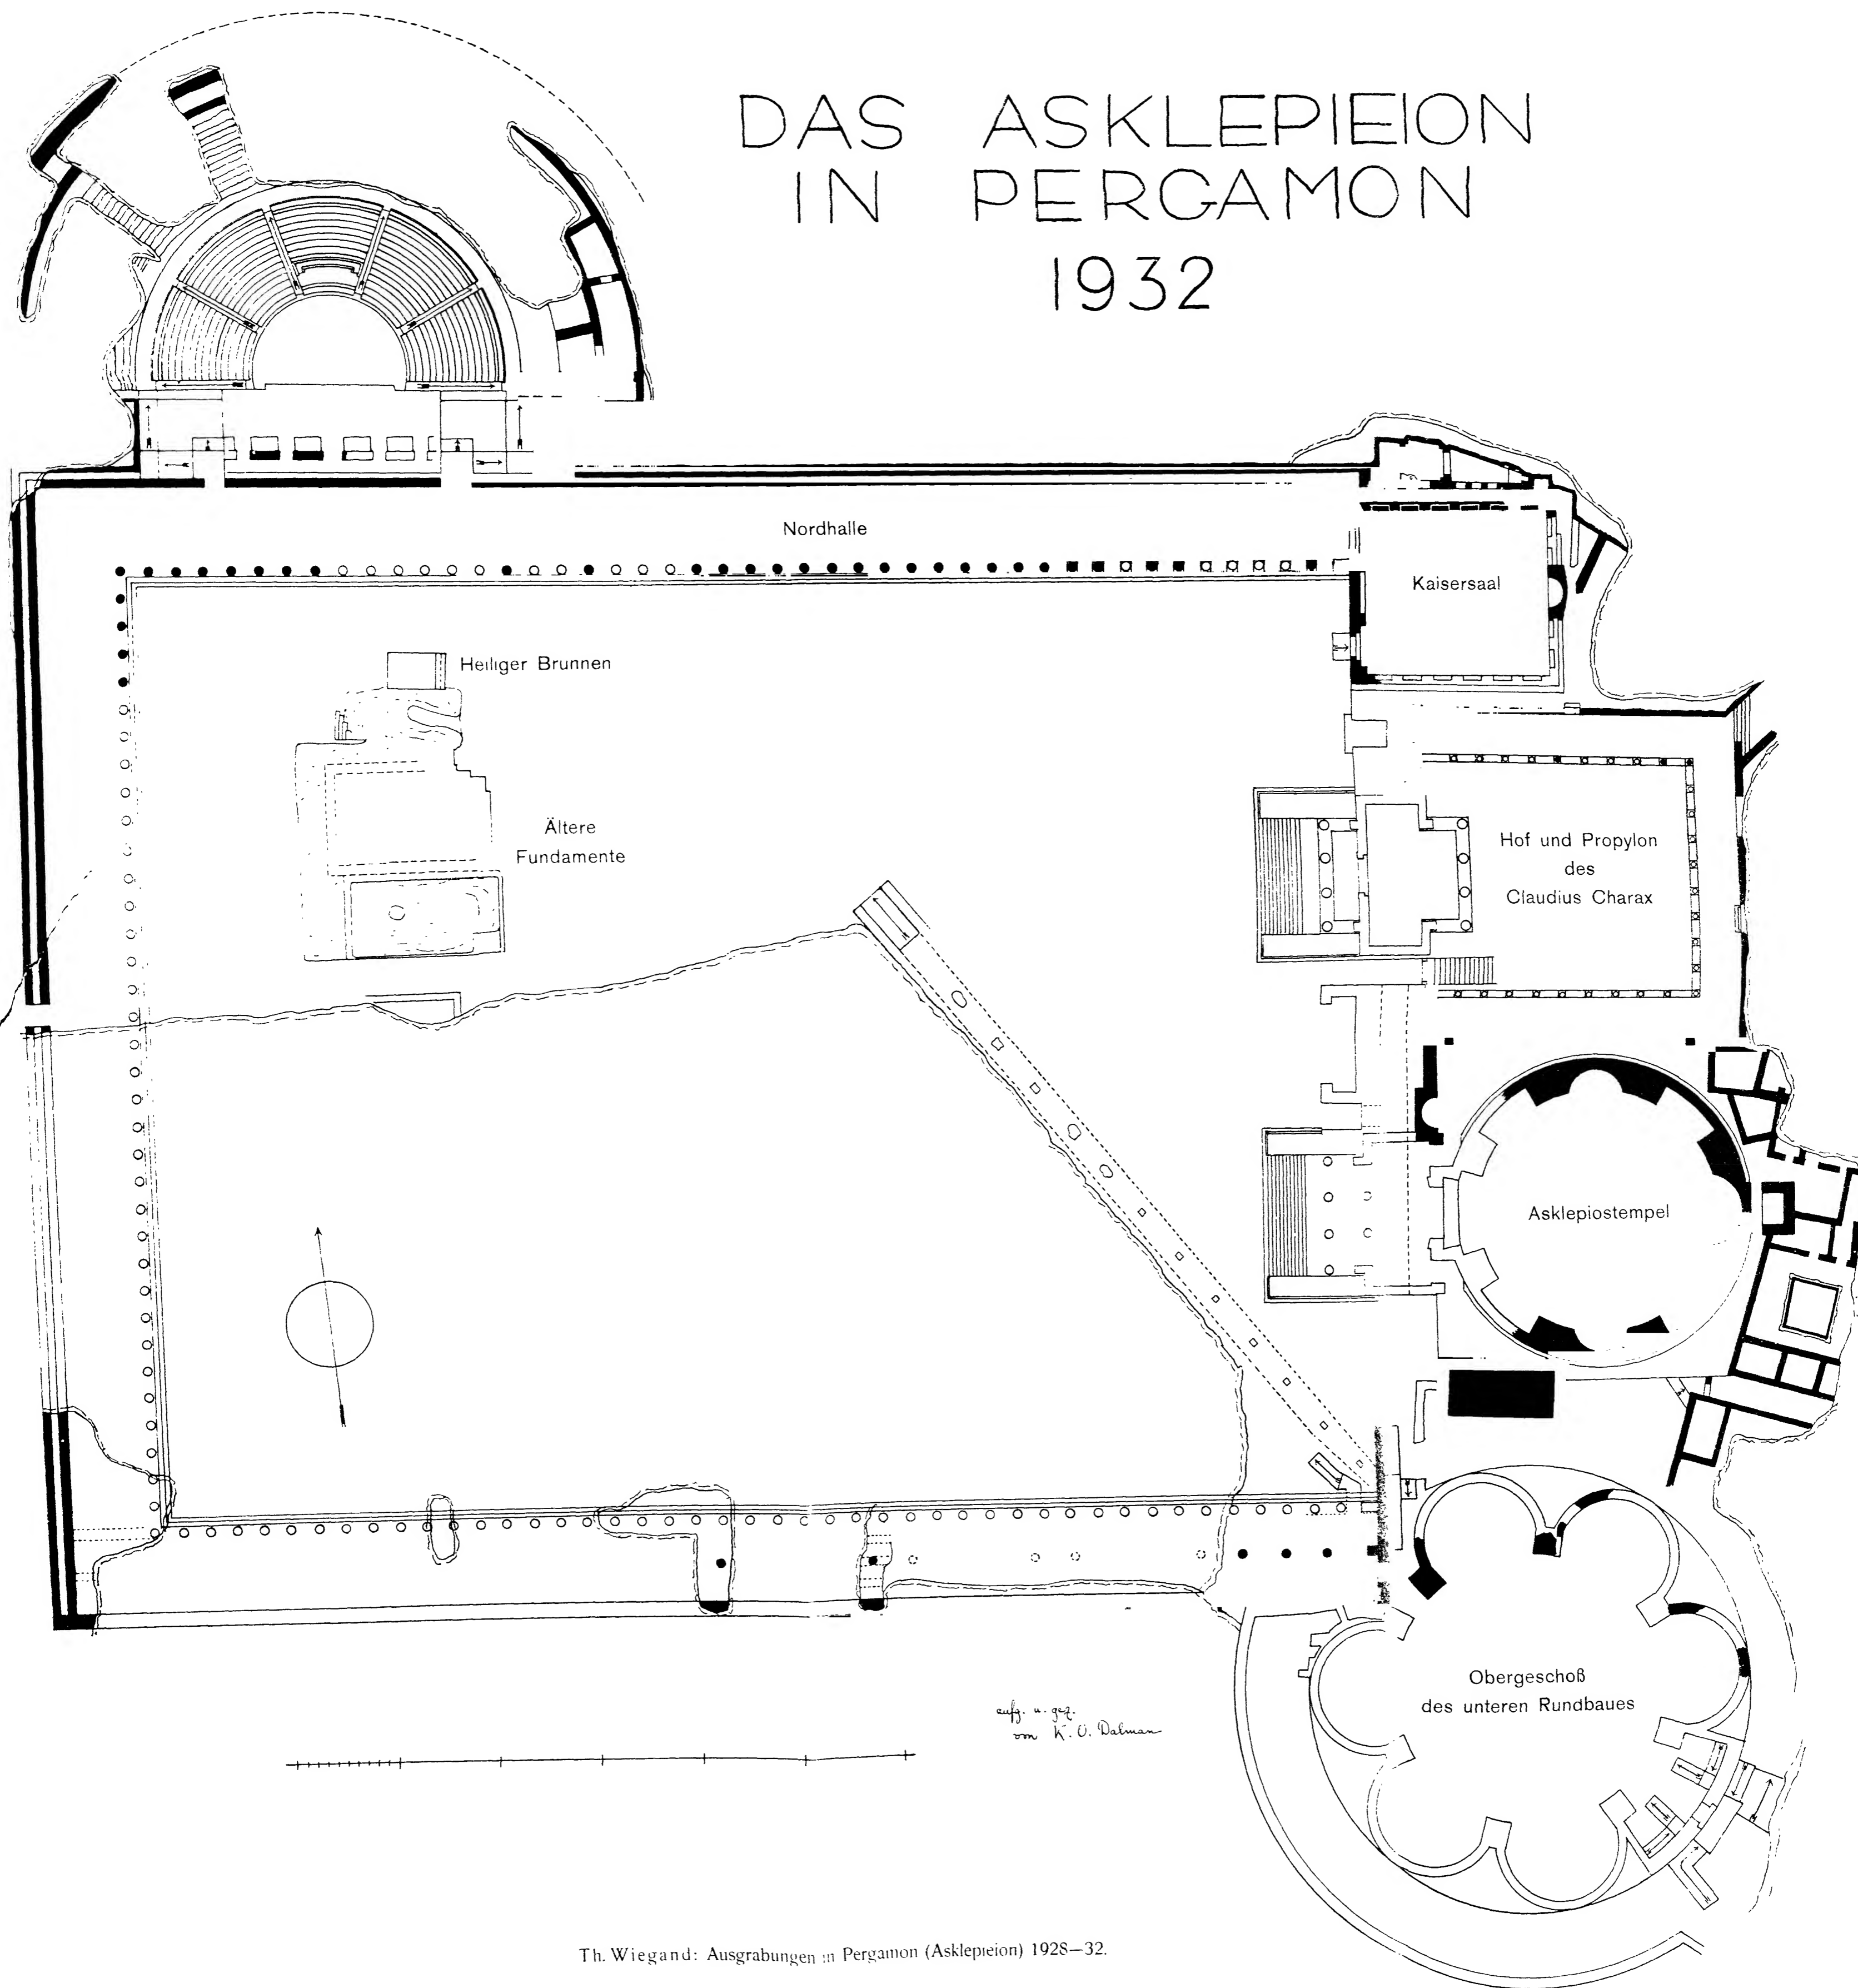 DAS ASKLEPIEION
IN PERGAMON
1932
Nordhalle
Kaisersaal
Heiliger Brunnen
Ältere
Fundamente
Hof und Propylon
des
Claudius Charax
Asklepiostempel
Obergeschoß
des unteren Rundbaues
aufg. u. gez.
von K. O. Dalman
Th. Wiegand: Ausgrabungen in Pergamon (Asklepieion) 1928—32.